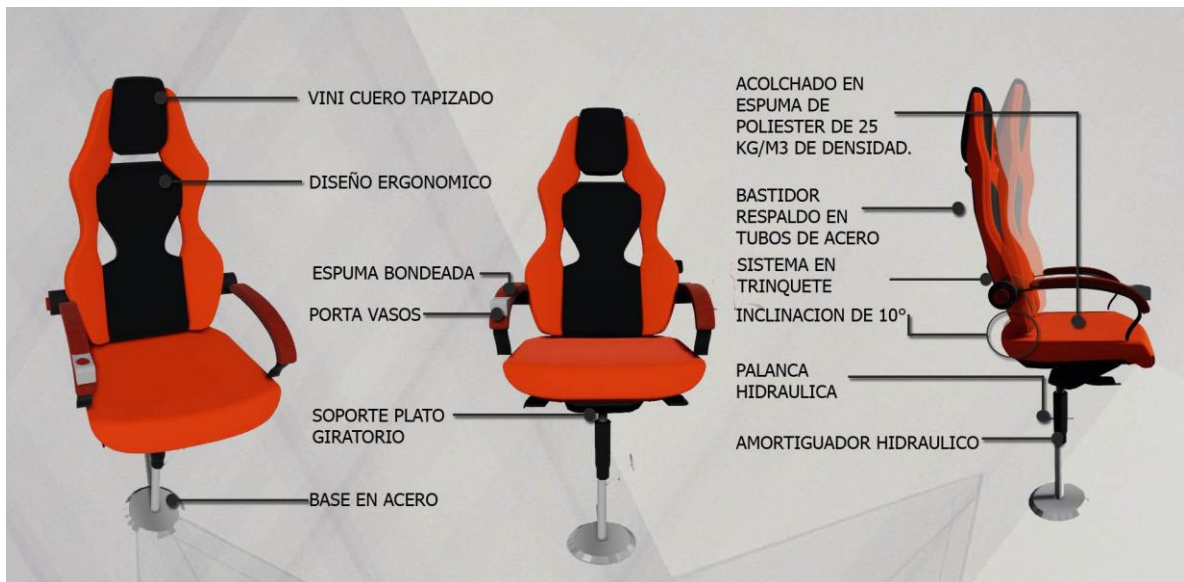 VINI CUERO TAPIZADO
DISEÑO ERGONOMICO
ESPUMA BONDEADA
PORTA VASOS
SOPORTE PLATO
GIRATORIO
BASE EN ACERO
ACOLCHADO EN
ESPUMA DE
POLIESTER DE 25
KG/M3 DE DENSIDAD.
BASTIDOR
RESPALDO EN
TUBOS DE ACERO
SISTEMA EN
TRINQUETE
INCLINACION DE 10°
PALANCA
HIDRAULICA
AMORTIGUADOR HIDRAULICO